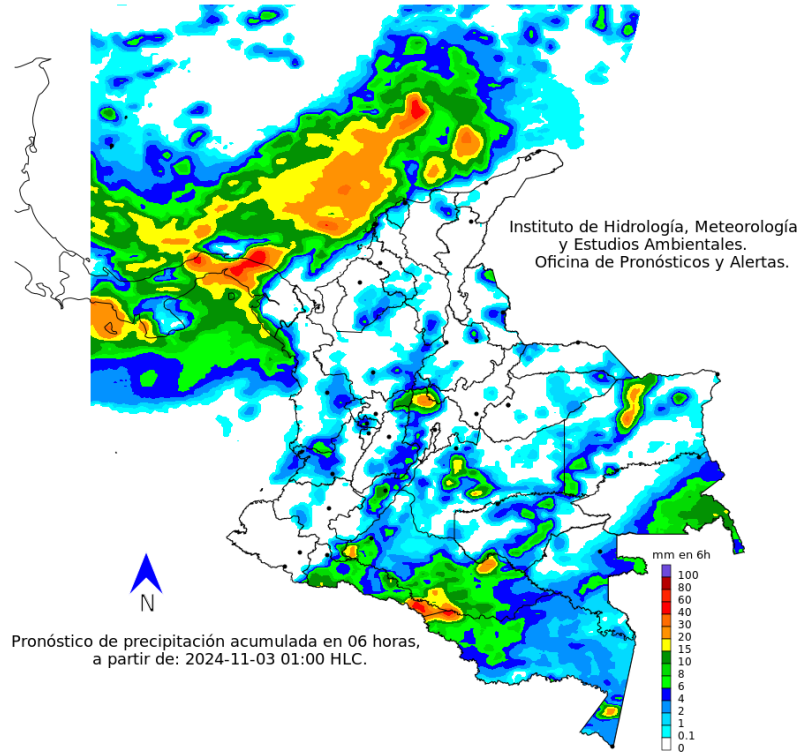 Instituto de Hidrología, Meteorología
y Estudios Ambientales.
Oficina de Pronósticos y Alertas.
mm en 6h
100
80
60
40
30
20
15
10
8
6
4
2
1
0.1
0
N
Pronóstico de precipitación acumulada en 06 horas,
a partir de: 2024-11-03 01:00 HLC.